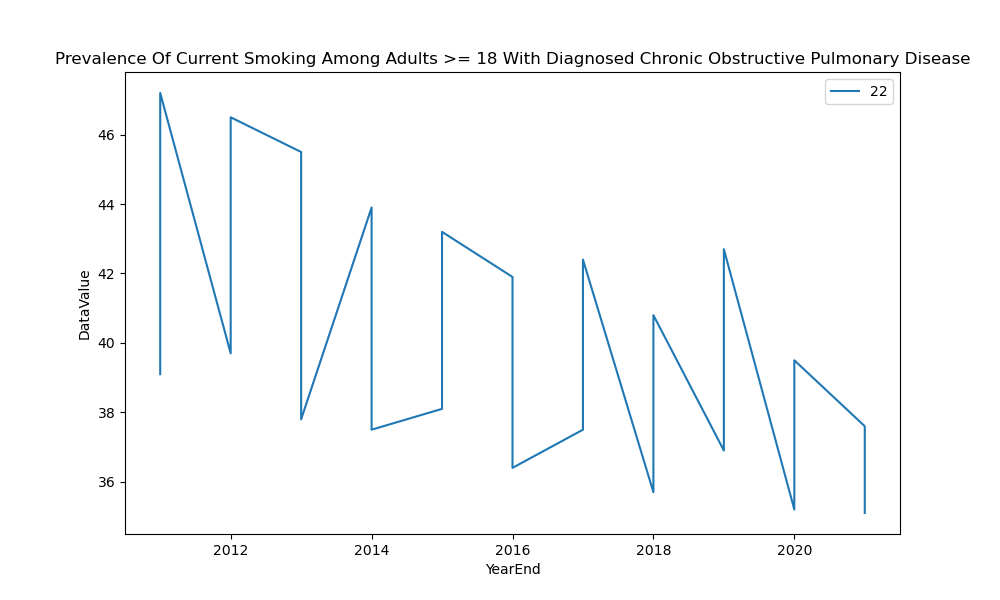 Prevalence Of Current Smoking Among Adults >= 18 With Diagnosed Chronic Obstructive Pulmonary Disease
22
46
44
42
40
38
36
DataValue
2012 2014 2016 2018 2020
YearEnd